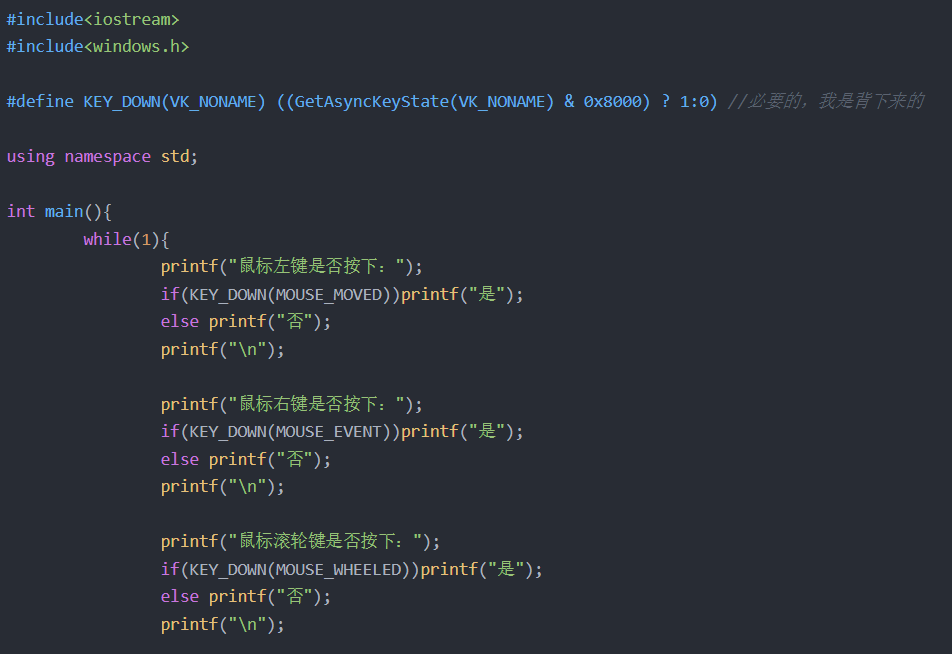 #include<iostream>
#include<windows.h>
#define KEY_DOWN(VK_NONAME) ((GetAsyncKeyState(VK_NONAME) & 0x8000) ? 1:0) //必要的，我是背下来的
using namespace std;
int main(){
while(1){
printf("鼠标左键是否按下：");
if(KEY_DOWN(MOUSE_MOVED))printf("是");
else printf("否");
printf("\n");
printf("鼠标右键是否按下：");
if(KEY_DOWN(MOUSE_EVENT))printf("是");
else printf("否");
printf("\n");
printf("鼠标滚轮键是否按下：");
if(KEY_DOWN(MOUSE_WHEELED))printf("是");
else printf("否");
printf("\n");